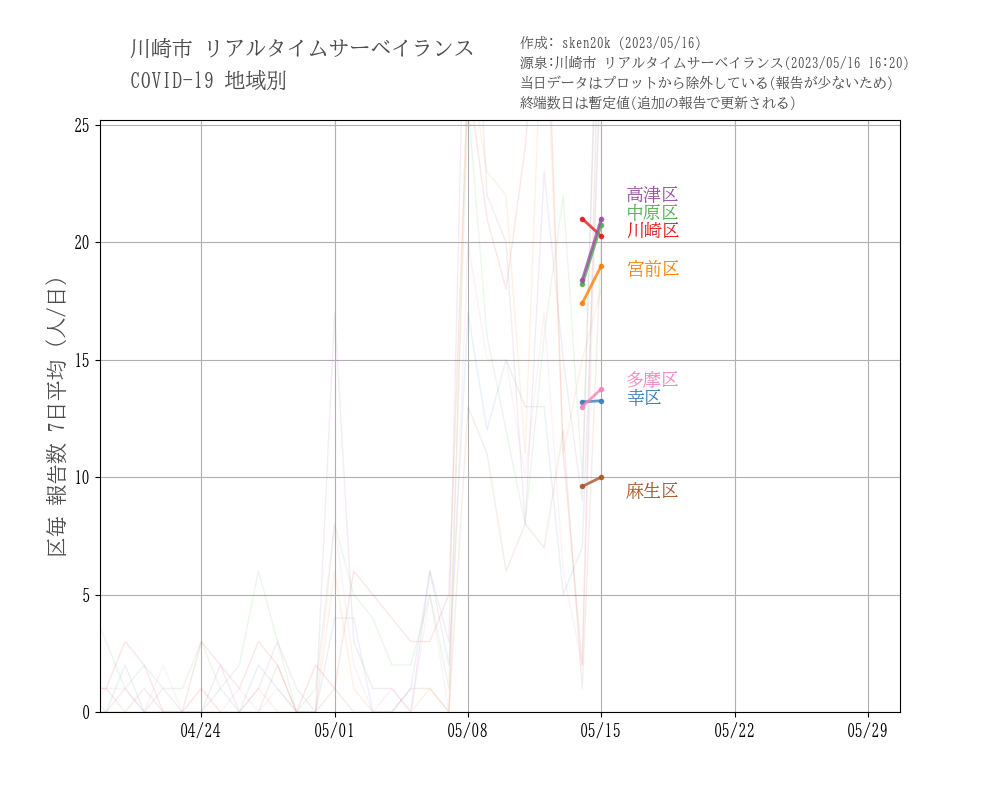 川崎市 リアルタイムサーベイランス
COVID-19 地域別
作成: sken20k (2023/05/16)
源泉:川崎市 リアルタイムサーベイランス(2023/05/16 16:20)
当日データはプロットから除外している(報告が少ないため)
終端数日は暫定値(追加の報告で更新される)
区毎 報告数 7日平均 (人/日)
25
20
15
10
5
0
高津区
中原区
川崎区
宮前区
多摩区
幸区
麻生区
04/24
05/01
05/08
05/15
05/22
05/29